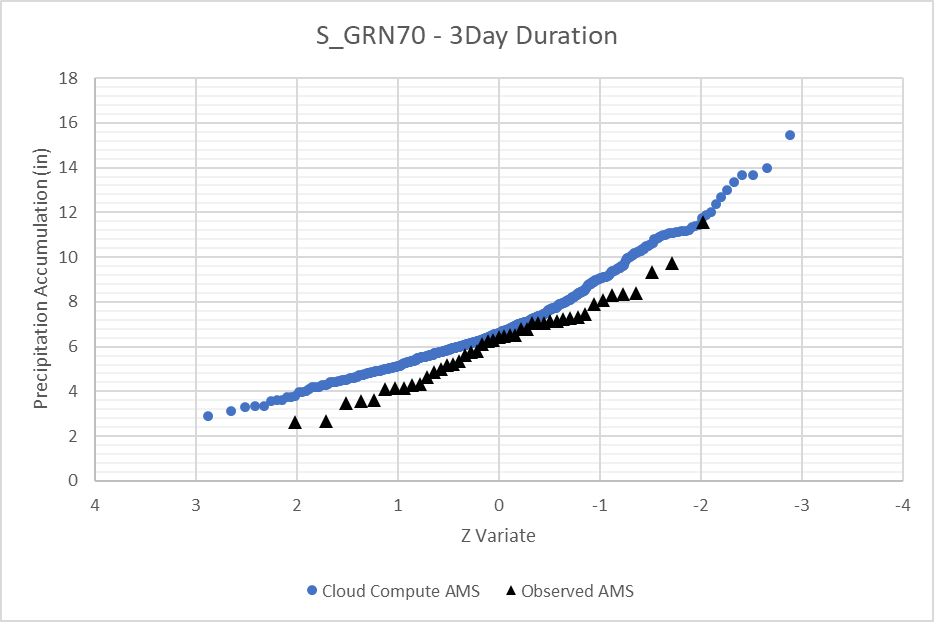 S_GRN70 - 3Day Duration
Precipitation Accumulation (in)
18
16
14
12
10
8
6
4
2
0
4 3 2 1 0 -1 -2 -3 -4
Z Variate
Cloud Compute AMS Observed AMS